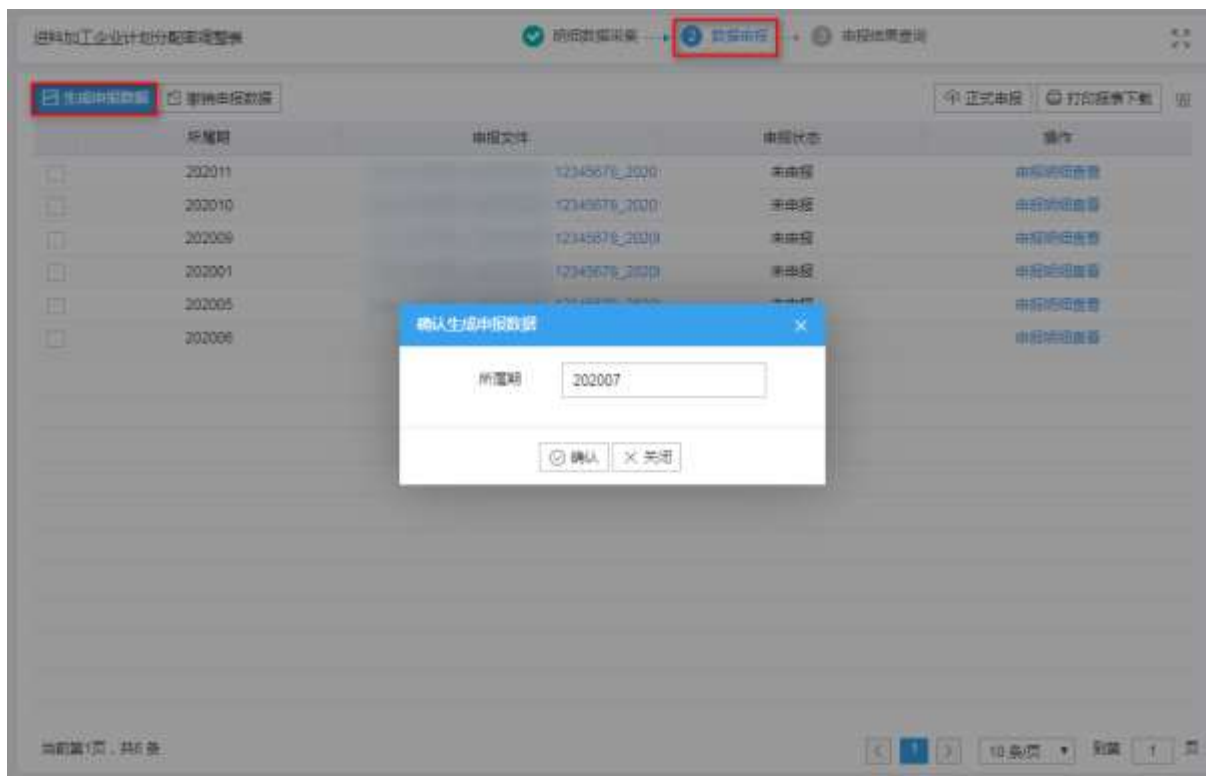 进料加工企业计划分配率调整表
明细数据采集
2 数据申报
3 申报结果查询
生成申报数据 撤销申报数据 正式申报 打印报表下载
所属期 申报文件 申报状态 操作
202011 12345678_2020 未申报 申报明细查看
202010 12345678_2020 未申报 申报明细查看
202009 12345678_2020 未申报 申报明细查看
202001 12345678_2020 未申报 申报明细查看
202005 申报明细查看
202006 申报明细查看
确认生成申报数据
所属期 202007
确认 关闭
当前第1页，共6条 1 10条/页 到第 1 页